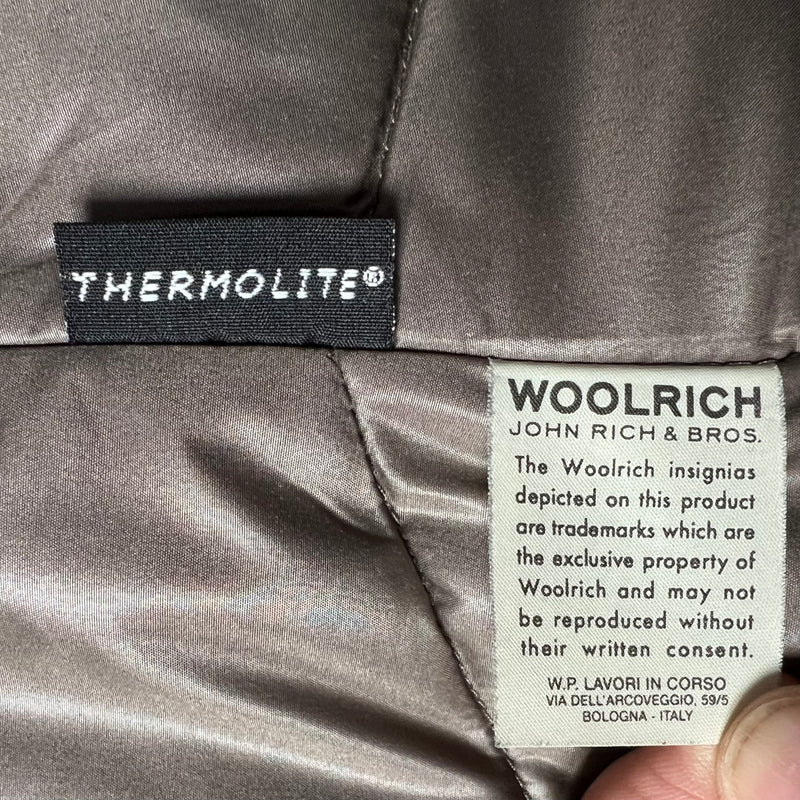 THERMOLITE®
WOOLRICH
JOHN RICH & BROS.
The Woolrich insignias
depicted on this product
are trademarks which are
the exclusive property of
Woolrich and may not
be reproduced without
their written consent.
W.P. LAVORI IN CORSO
VIA DELL'ARCOVEGGIO, 59/5
BOLOGNA - ITALY